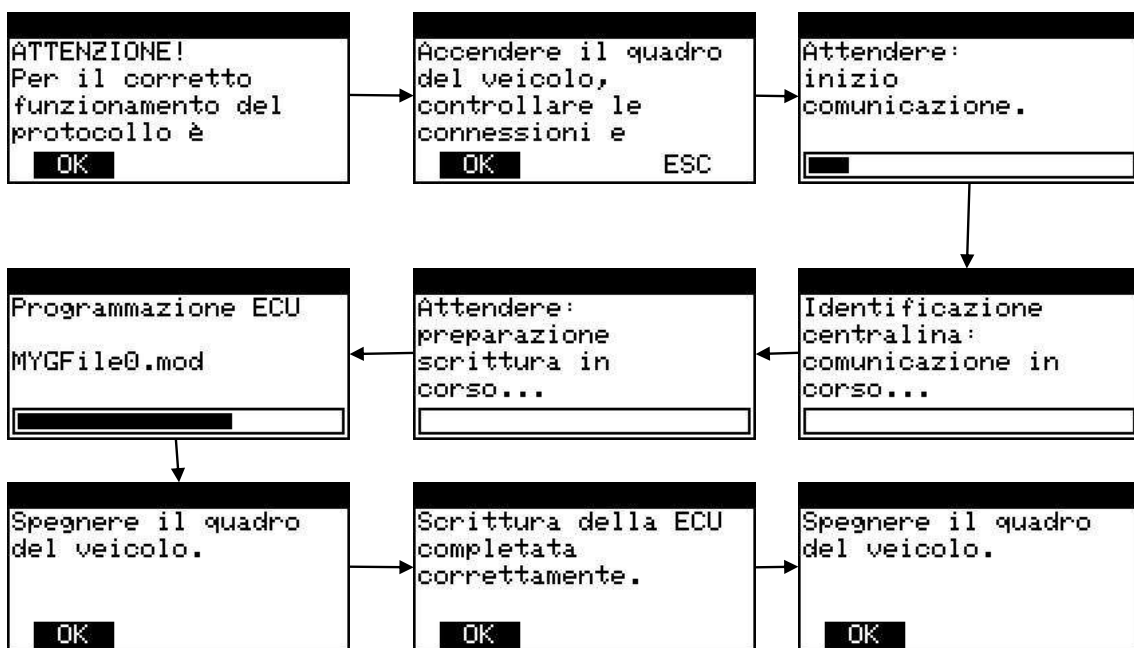 ATTENZIONE!
Per il corretto
funzionamento del
protocollo è
OK
Accendere il quadro
del veicolo,
controllare le
connessioni e
OK ESC
Attendere:
inizio
comunicazione.
Identificazione
centralina:
comunicazione in
corso...
Attendere:
preparazione
scrittura in
corso...
Programmazione ECU
MYGFile0.mod
Spegnere il quadro
del veicolo.
OK
Scrittura della ECU
completata
correttamente.
OK
Spegnere il quadro
del veicolo.
OK